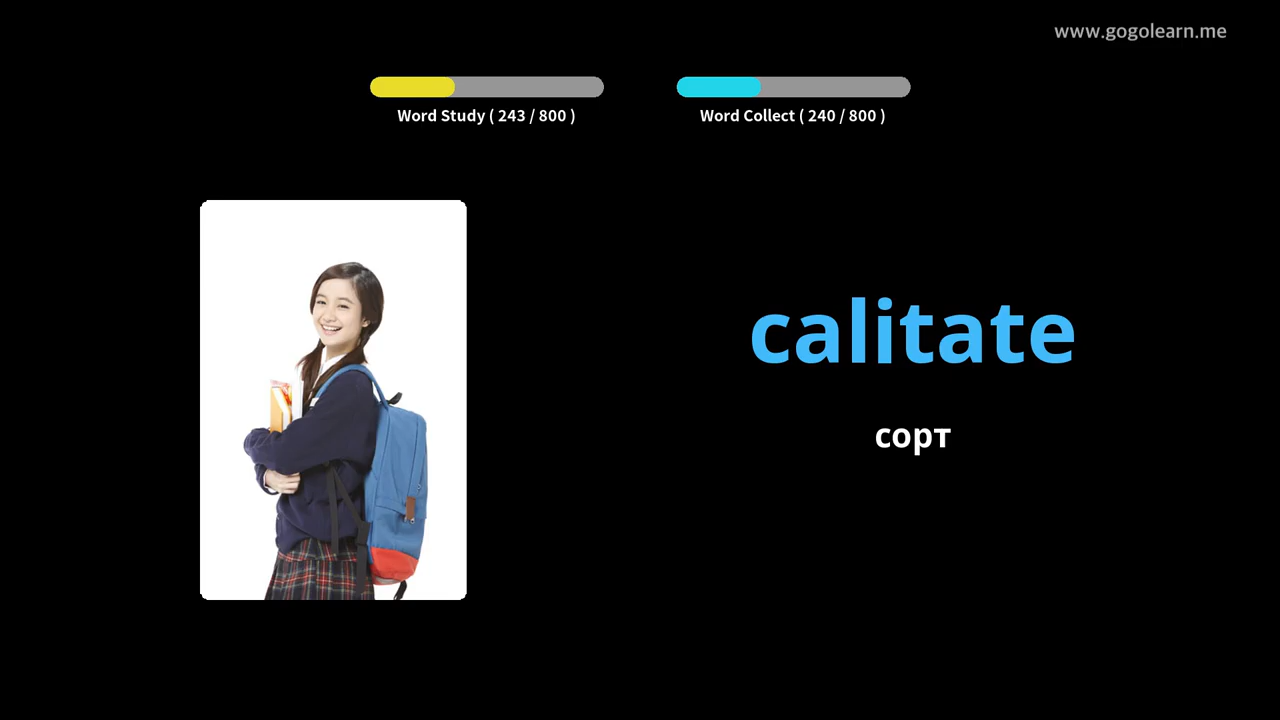 www.gogolearn.me
Word Study ( 243 / 800 )
Word Collect ( 240 / 800 )
calitate
сорт